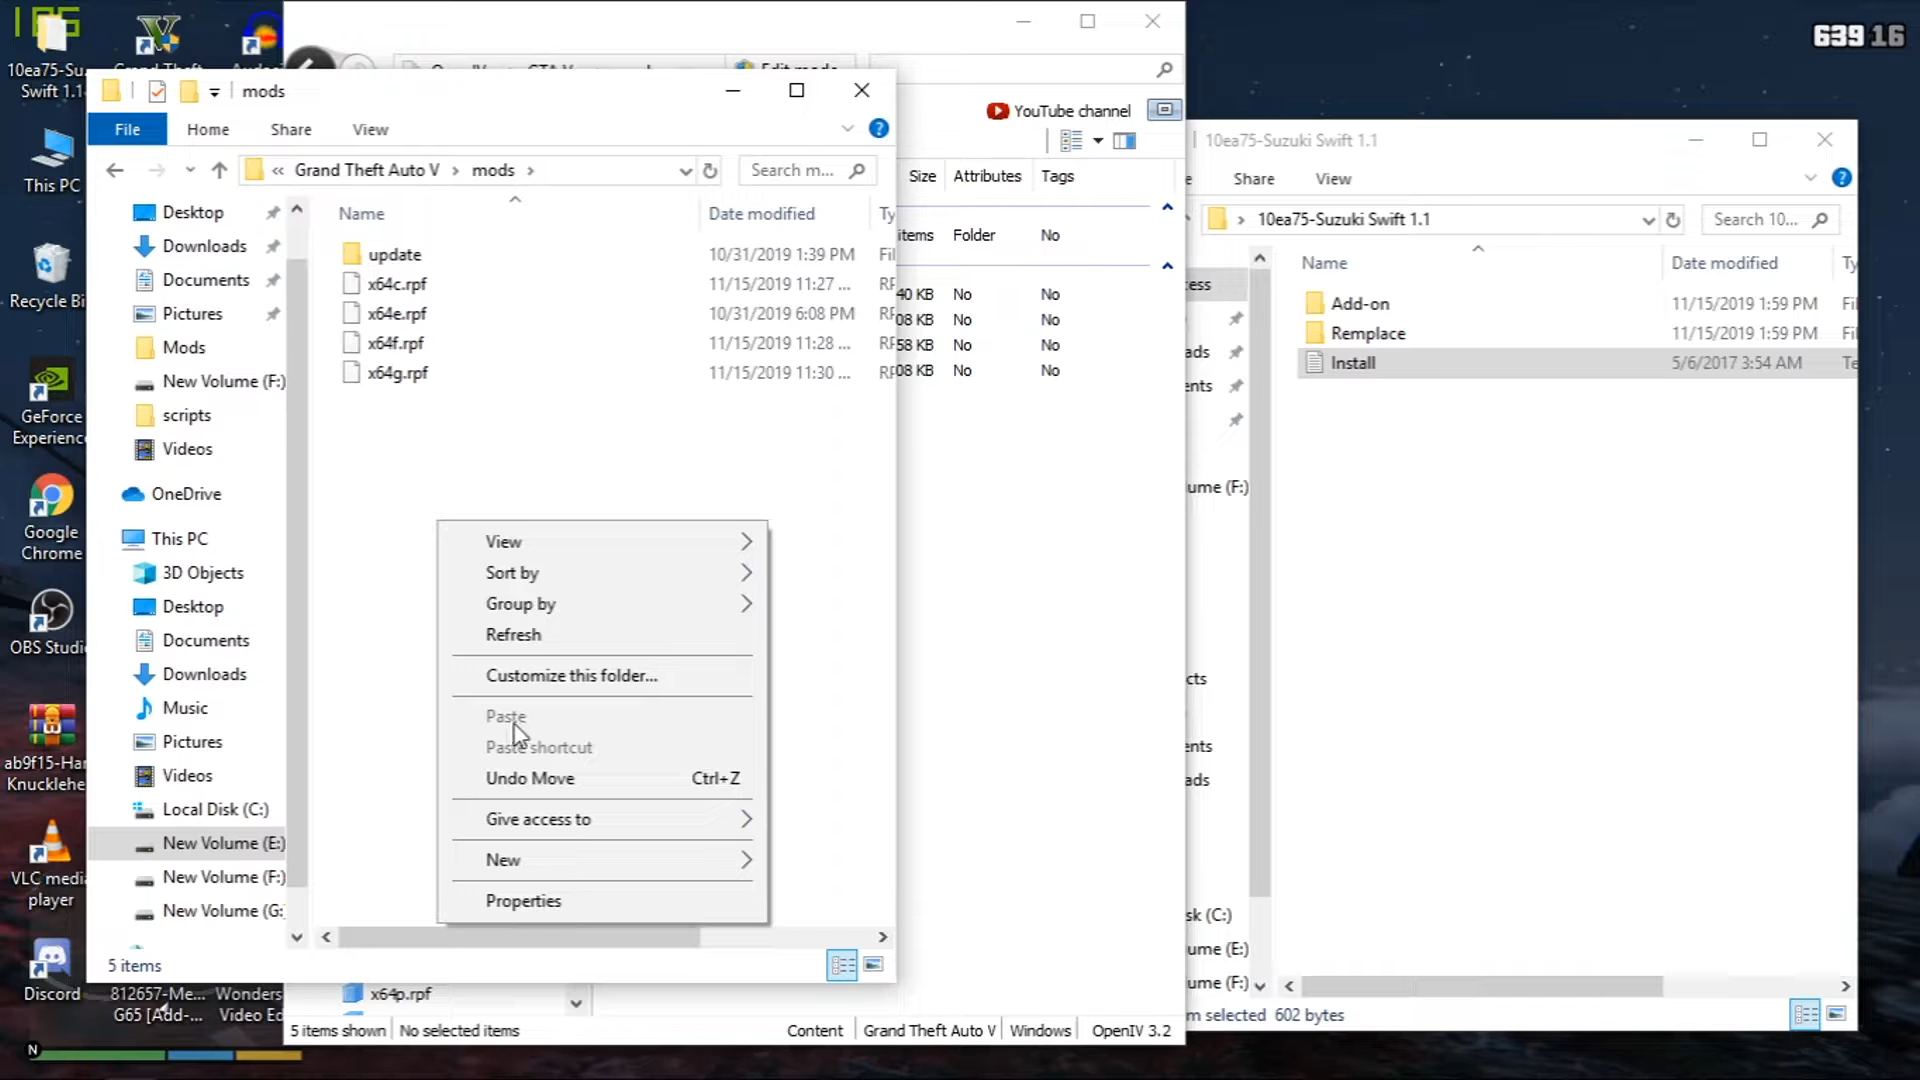 10ea75-Su...
Swift 1.1
This PC
Recycle Bi
GeForce
Experience
Google
Chrome
OBS Studi
ab9f15-Har
Knucklehe
VLC medi
player
Discord
812657-Me...
G65 [Add-...
Wonders
Video Ed
639 16
mods
File
Home
Share
View
« Grand Theft Auto V > mods >
Search m...
Name
Date modified
Ty
Desktop
Downloads
Documents
Pictures
Mods
New Volume (F:)
scripts
Videos
OneDrive
This PC
3D Objects
Desktop
Documents
Downloads
Music
Pictures
Videos
Local Disk (C:)
New Volume (E:)
New Volume (F:)
New Volume (G:
update 10/31/2019 1:39 PM Fil
x64c.rpf 11/15/2019 11:27 ... RP
x64e.rpf 10/31/2019 6:08 PM RP
x64f.rpf 11/15/2019 11:28 ... RP
x64g.rpf 11/15/2019 11:30 ... RP
View
Sort by
Group by
Refresh
Customize this folder...
Paste
Paste shortcut
Undo Move Ctrl+Z
Give access to
New
Properties
5 items
x64p.rpf
5 items shown
No selected items
Content
Grand Theft Auto V
Windows
OpenIV 3.2
Edit mode
YouTube channel
Size Attributes Tags
items Folder No
40 KB No No
08 KB No No
58 KB No No
08 KB No No
10ea75-Suzuki Swift 1.1
e
Share
View
> 10ea75-Suzuki Swift 1.1
Search 10...
Name
Date modified
Ty
Add-on 11/15/2019 1:59 PM Fil
Remplace 11/15/2019 1:59 PM Fil
Install 5/6/2017 3:54 AM Te
ess
ads
ents
ume (F:)
cts
ents
ads
sk (C:)
ume (E:)
ume (F:)
m selected 602 bytes
N